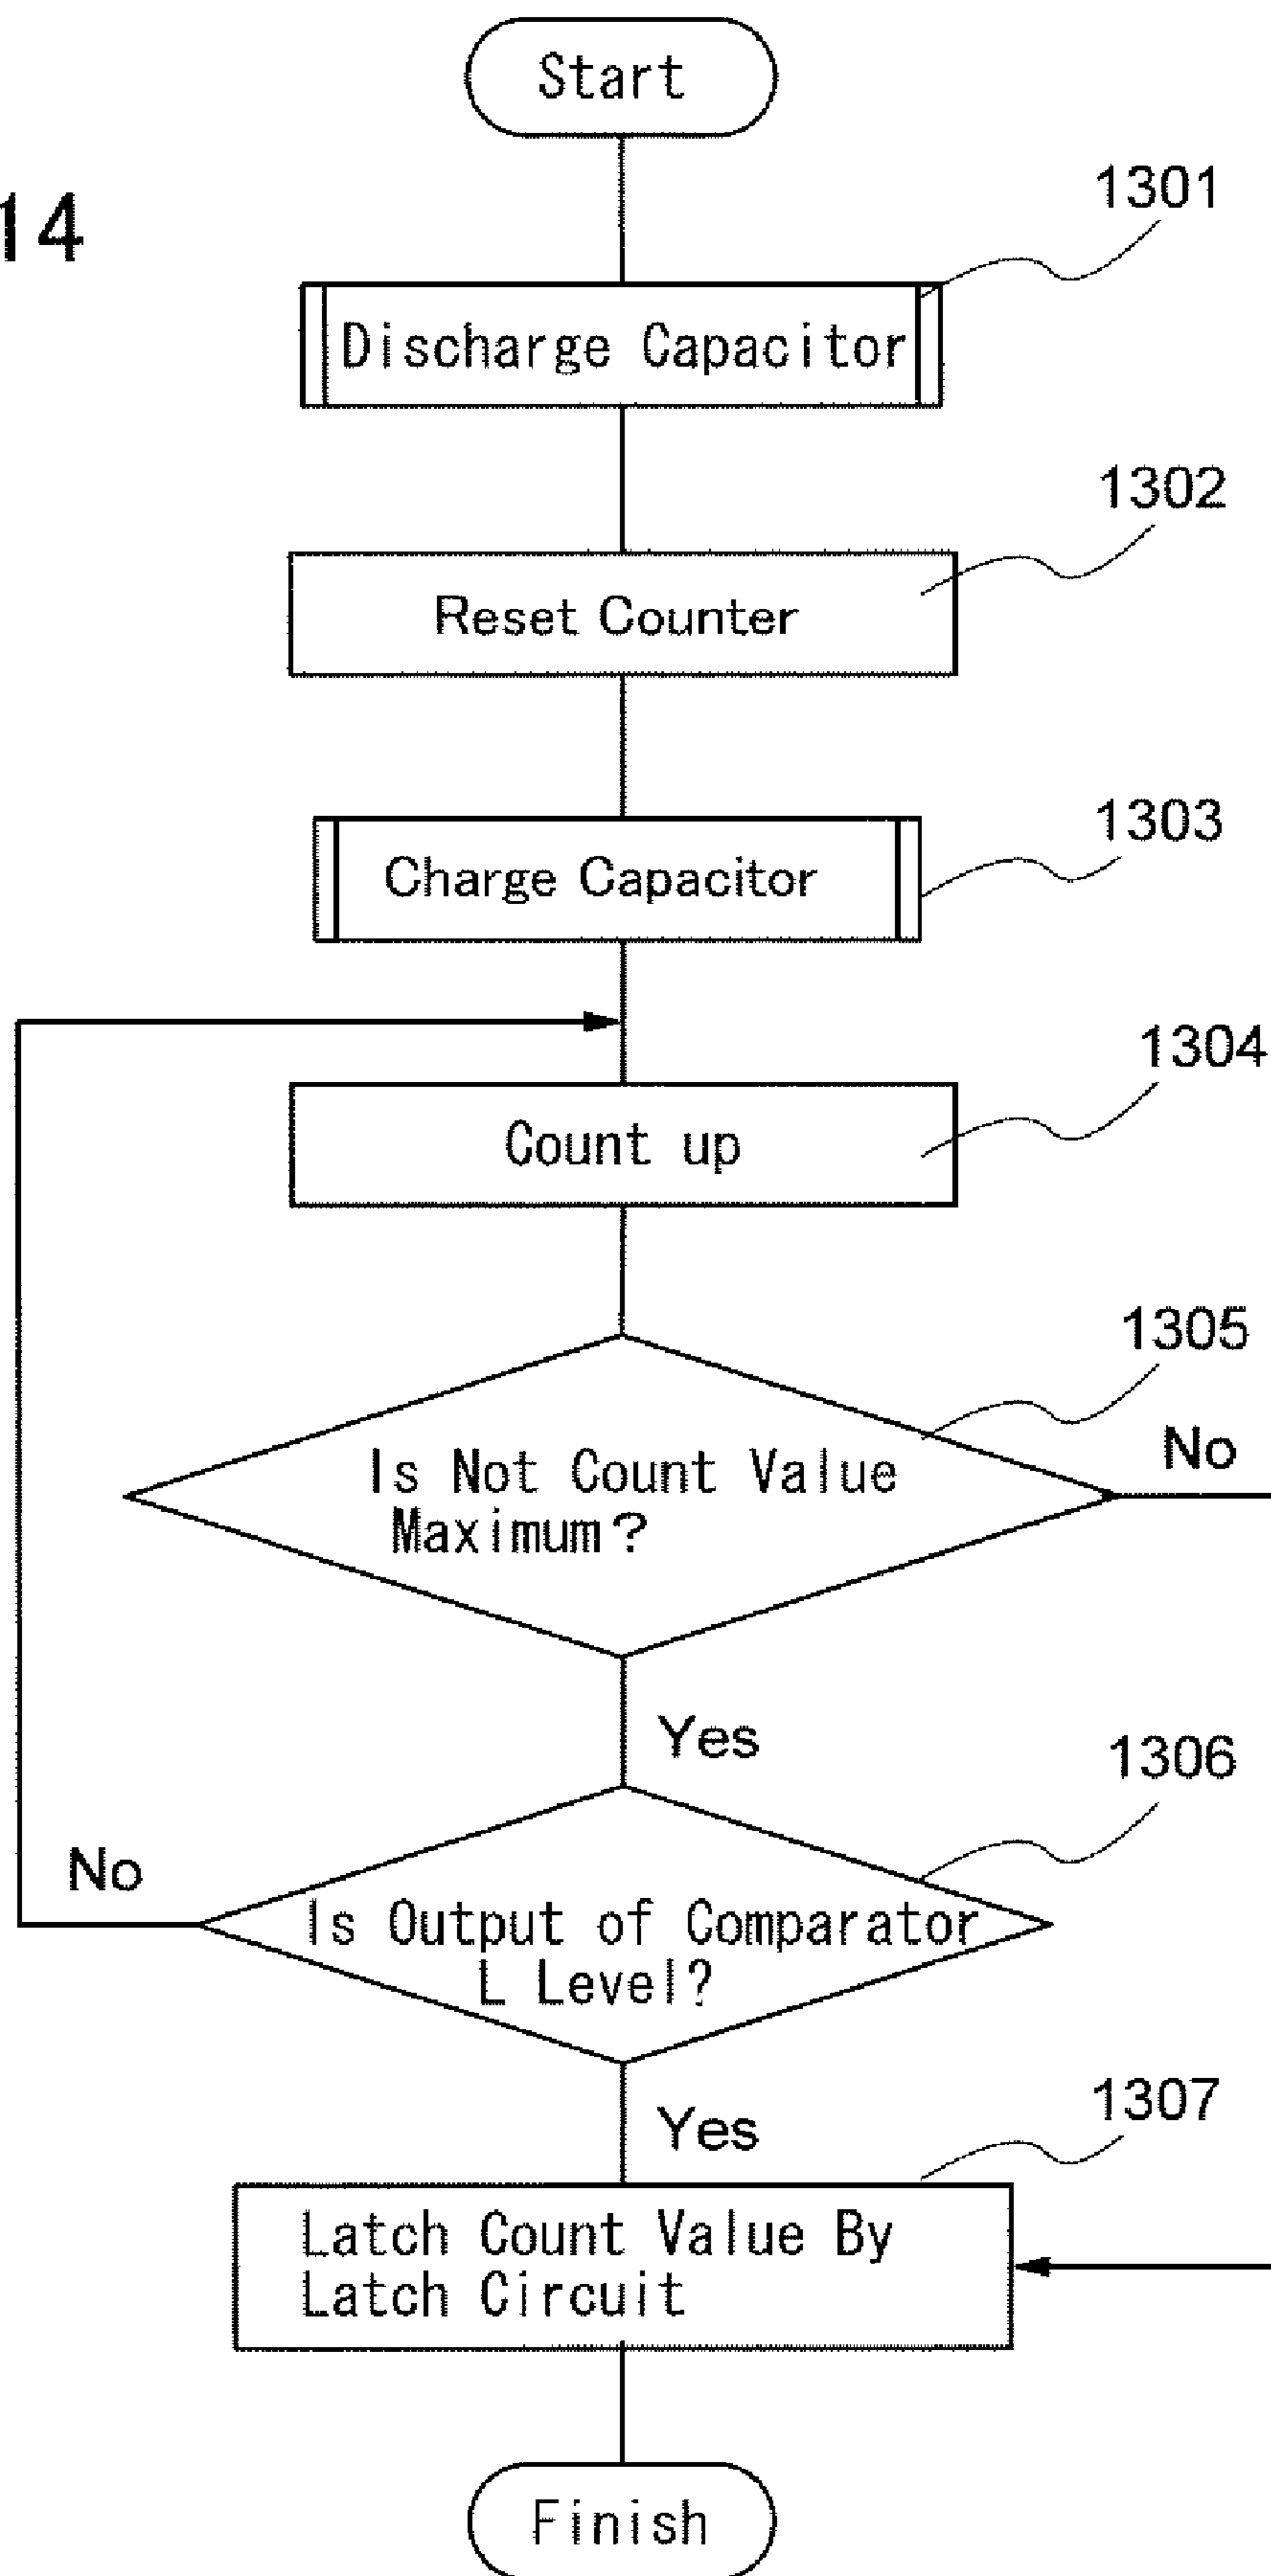 Start
14
1301
Discharge Capacitor
1302
Reset Counter
1303
Charge Capacitor
1304
Count up
1305
No
Is Not Count Value
Maximum?
Yes
1306
No
Is Output of Comparator
L Level?
Yes
1307
Latch Count Value By
Latch Circuit
Finish